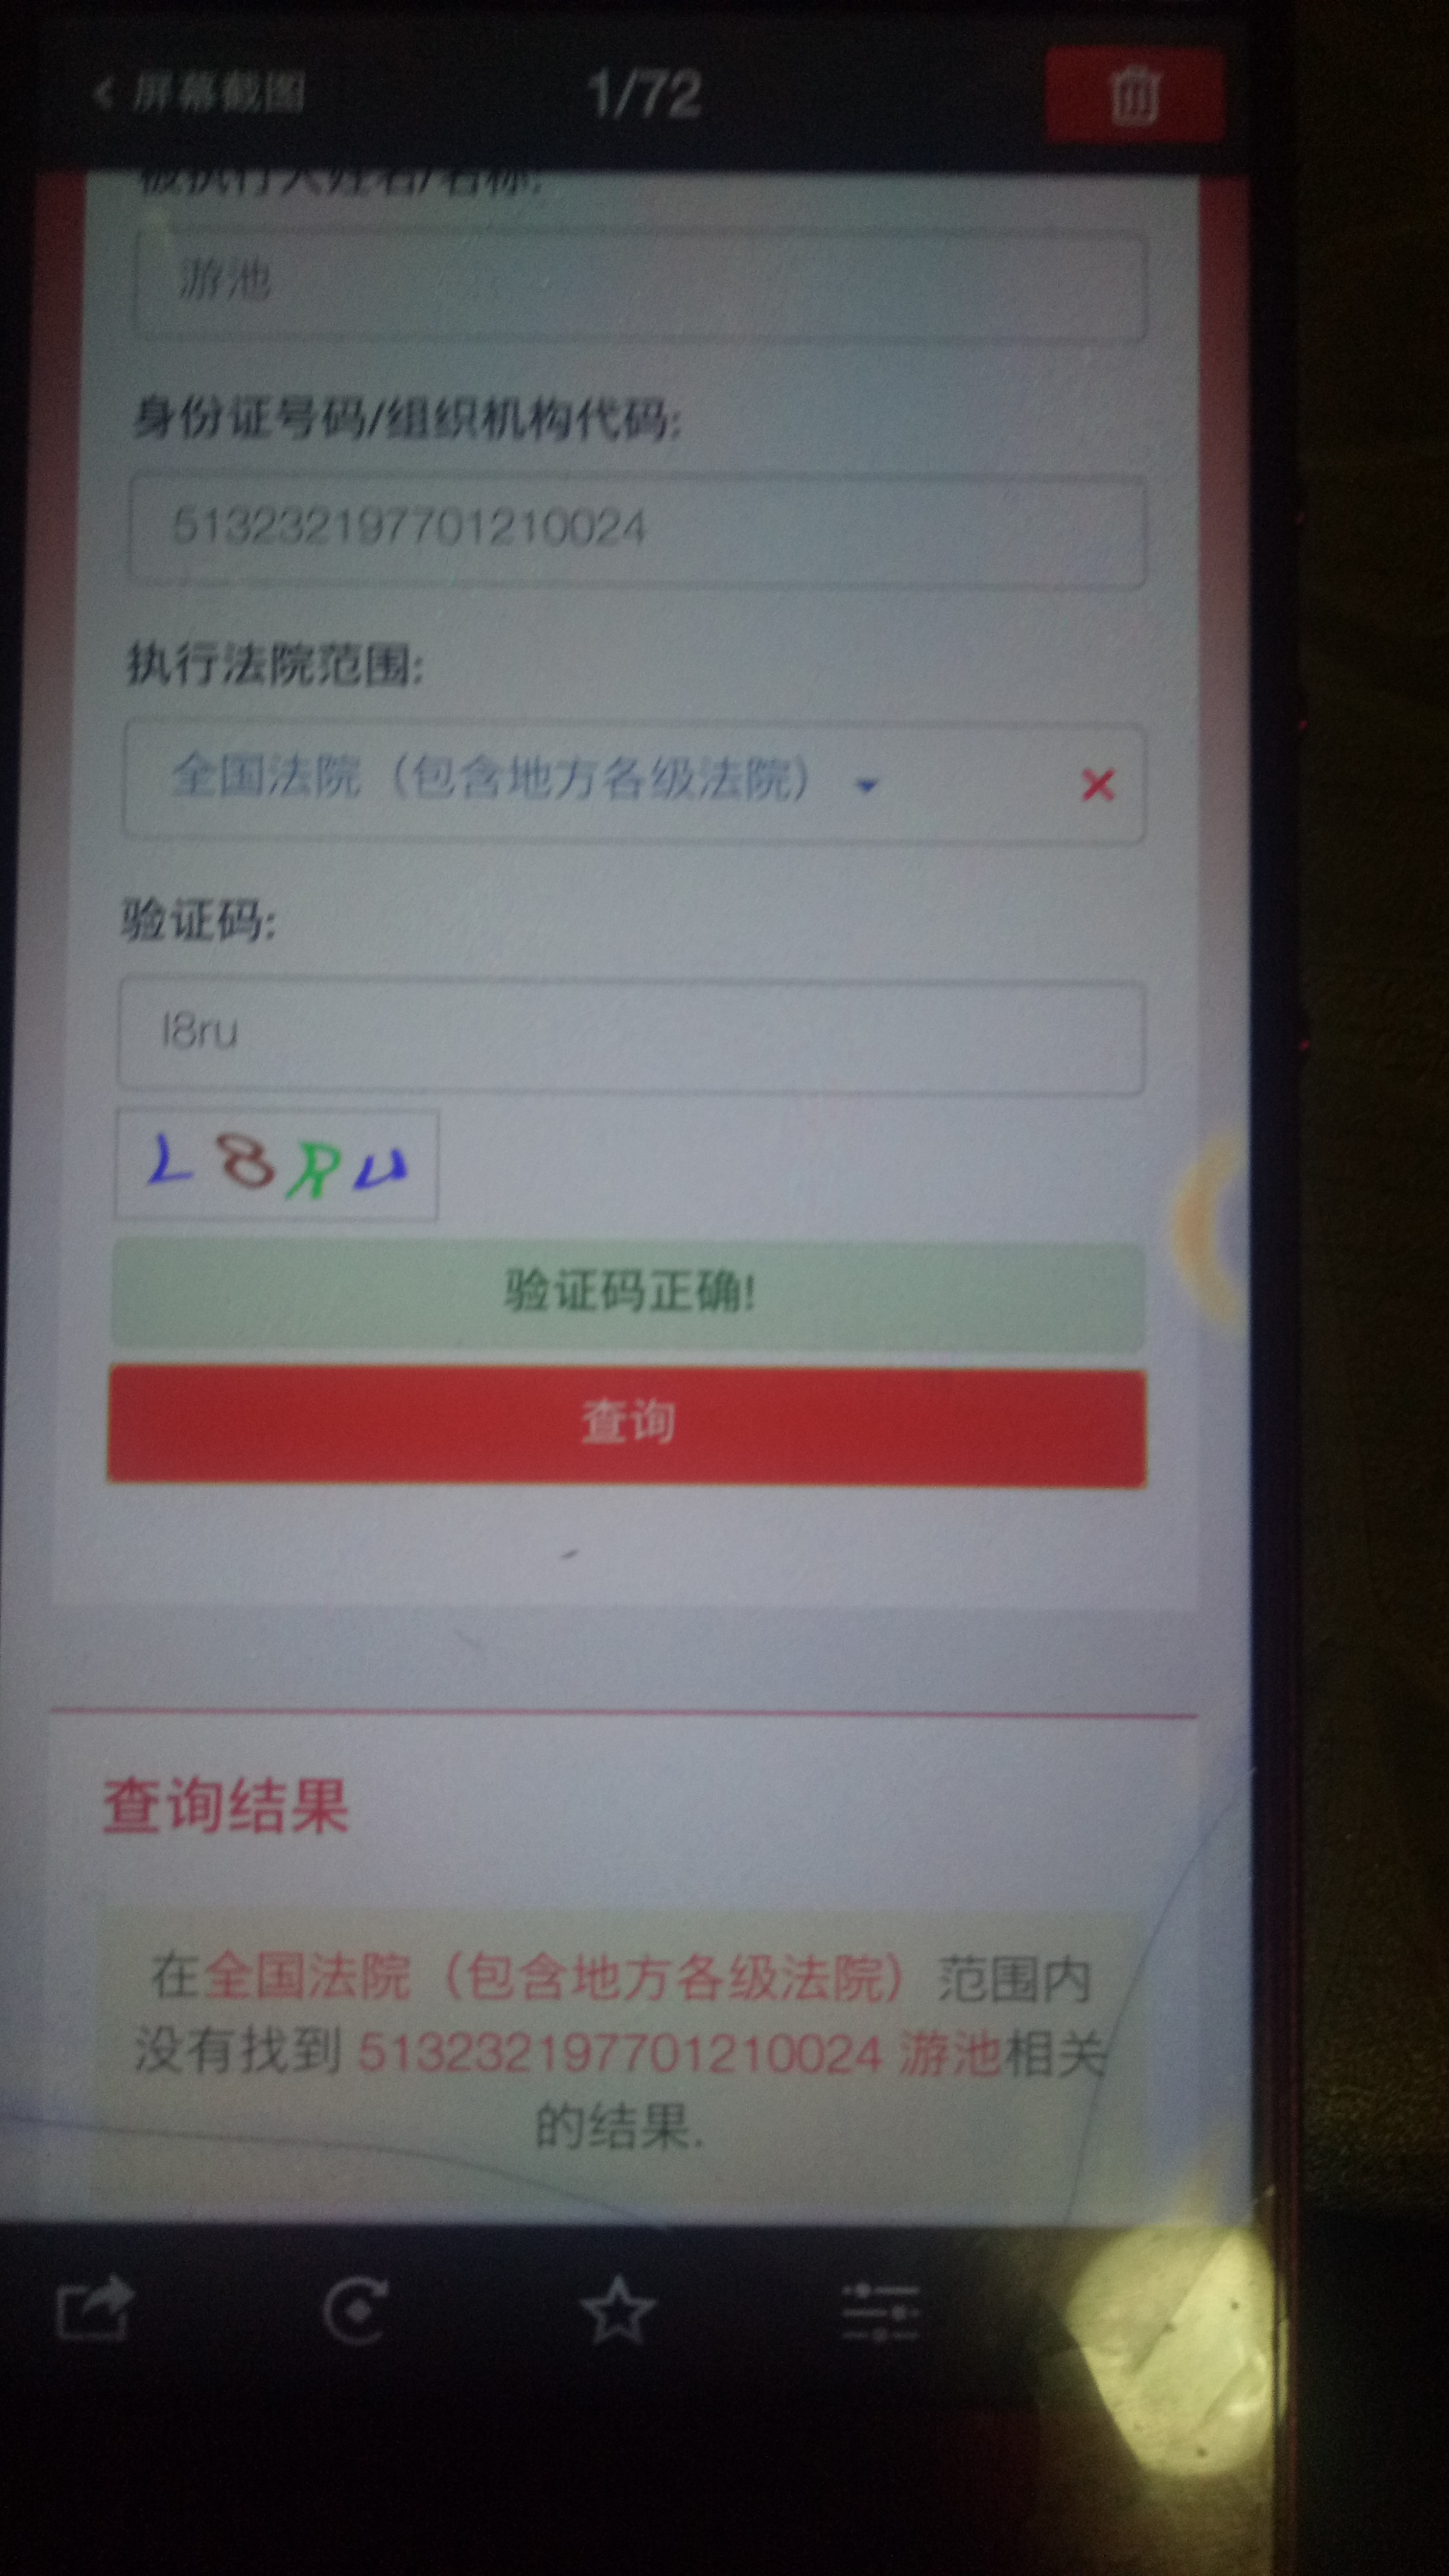 屏幕截图
1/72
被执行人姓名/名称:
游池
身份证号码/组织机构代码:
513232197701210024
执行法院范围:
全国法院（包含地方各级法院）
验证码:
l8ru
L8RU
验证码正确!
查询
查询结果
在全国法院（包含地方各级法院）范围内
没有找到 513232197701210024 游池相关
的结果.